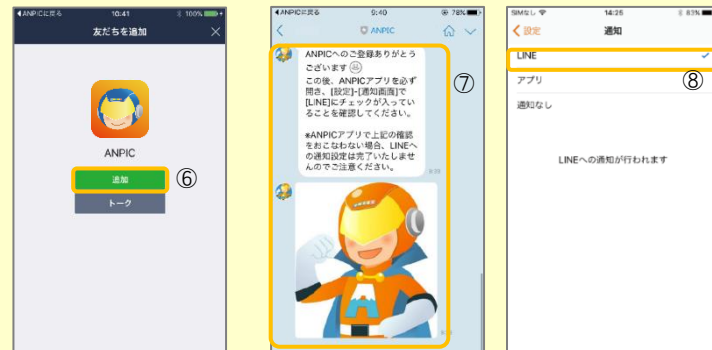 ◀ANPICに戻る 10:41 100%
友だちを追加 ×
ANPIC
追加
⑥
トーク
◀ANPICに戻る 9:40 78%
ANPIC
ANPICへのご登録ありがとう
ございます
この後、ANPICアプリを必ず
開き、[設定]-[通知画面]で
[LINE]にチェックが入ってい
ることを確認してください。
※ANPICアプリで上記の確認
をおこなわない場合、LINEへ
の通知設定は完了いたしませ
んのでご注意ください。
⑦
SIMなし 14:25 83%
設定 通知
LINE ✓
アプリ
⑧
通知なし
LINEへの通知が行われます